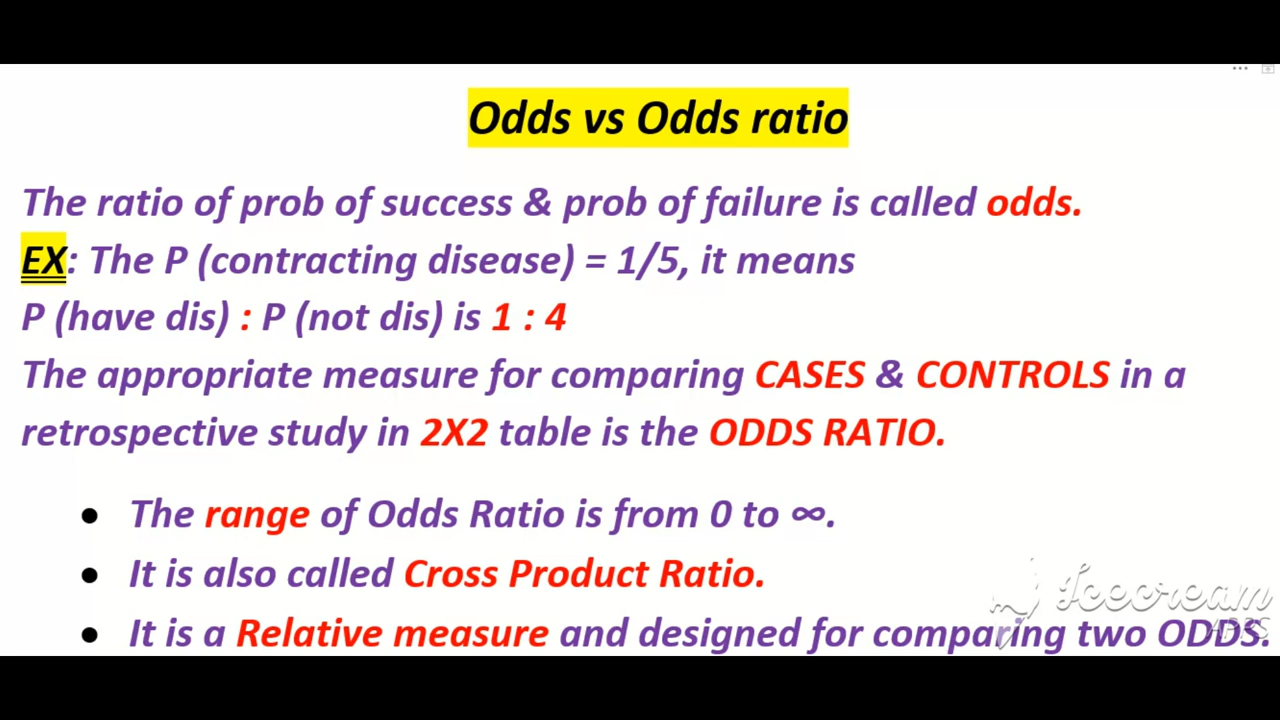 Odds vs Odds ratio
The ratio of prob of success & prob of failure is called odds.
EX: The P (contracting disease) = 1/5, it means
P (have dis) : P (not dis) is 1 : 4
The appropriate measure for comparing CASES & CONTROLS in a
retrospective study in 2X2 table is the ODDS RATIO.
• The range of Odds Ratio is from 0 to ∞.
• It is also called Cross Product Ratio.
• It is a Relative measure and designed for comparing two ODDS.
Icecream
APPS